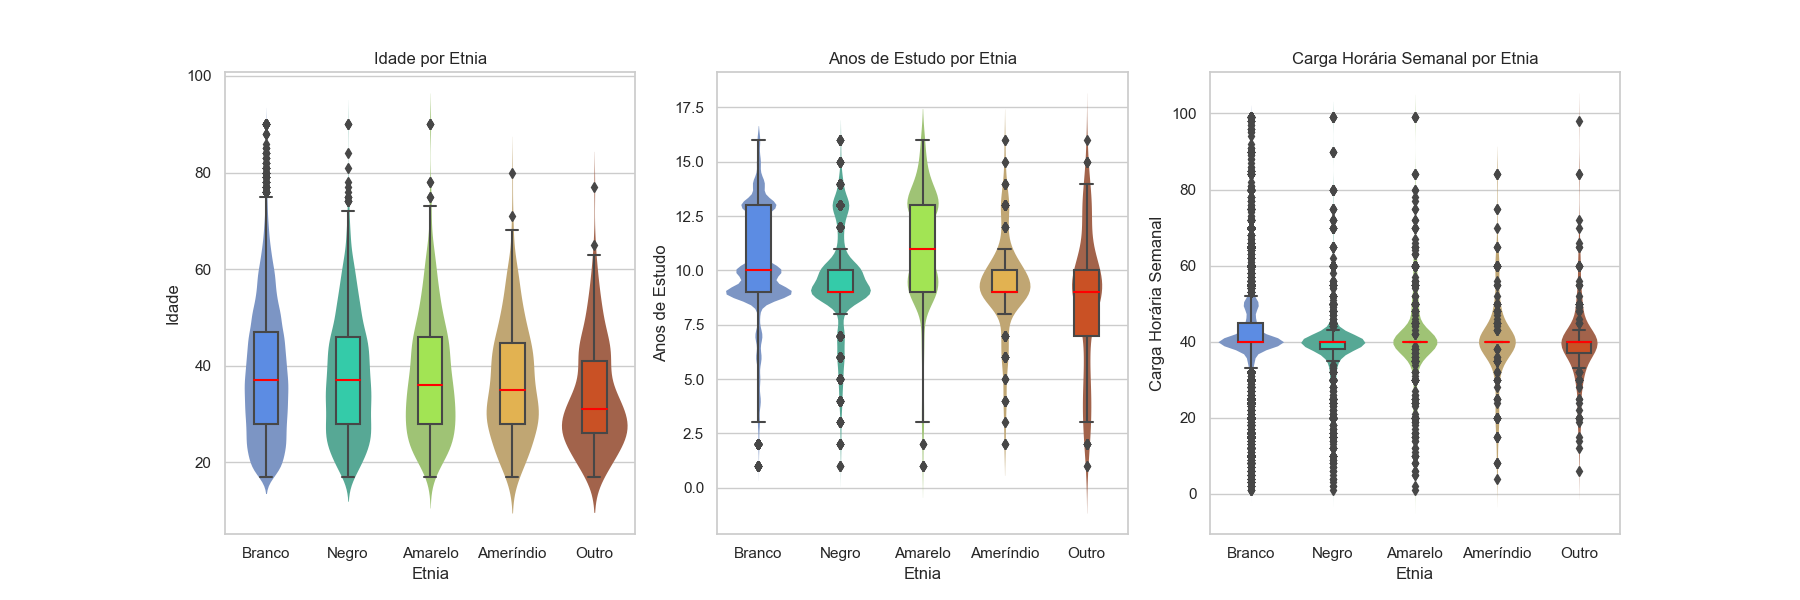 Idade por Etnia
100
80
60
40
20
Idade
Branco Negro Amarelo Ameríndio Outro
Etnia
Anos de Estudo por Etnia
17.5
15.0
12.5
10.0
7.5
5.0
2.5
0.0
Anos de Estudo
Branco Negro Amarelo Ameríndio Outro
Etnia
Carga Horária Semanal por Etnia
100
80
60
40
20
0
Carga Horária Semanal
Branco Negro Amarelo Ameríndio Outro
Etnia